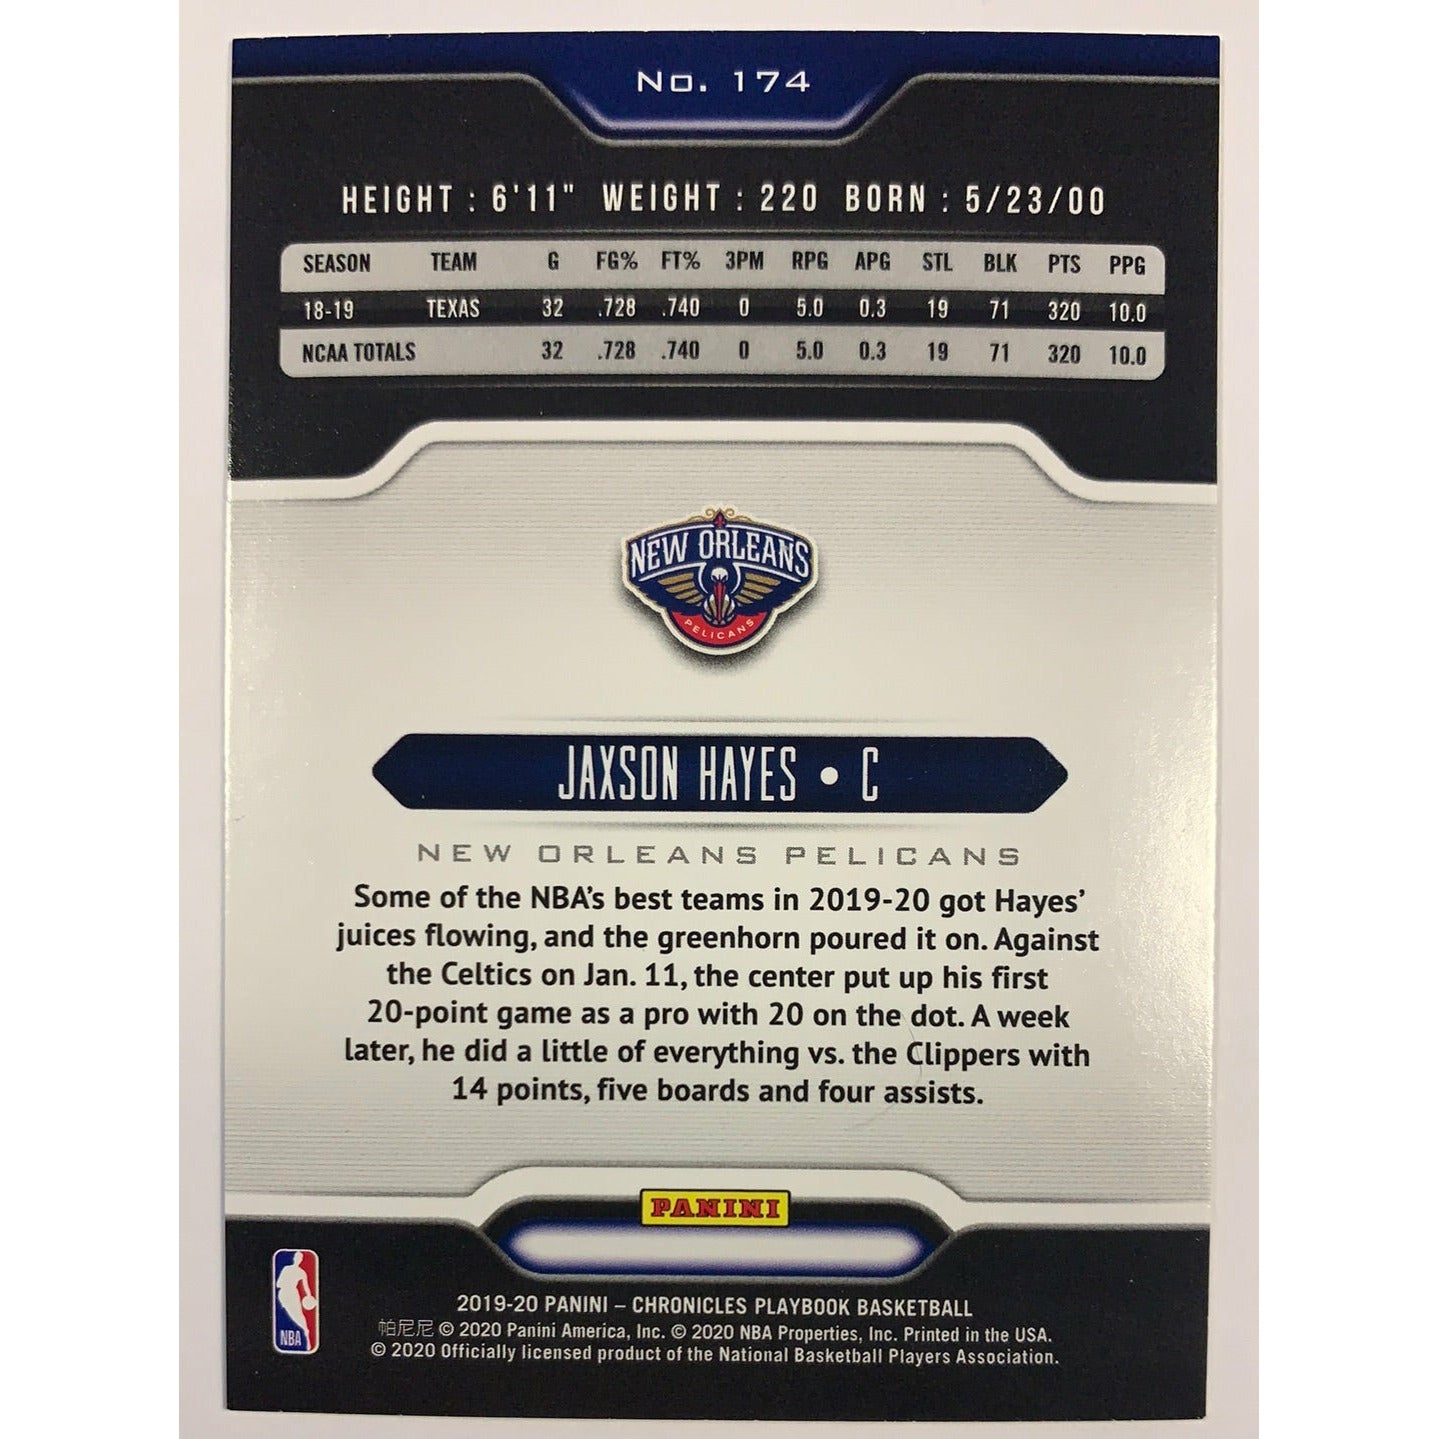 No. 174
HEIGHT : 6'11" WEIGHT : 220 BORN : 5/23/00
SEASON TEAM G FG% FT% 3PM RPG APG STL BLK PTS PPG
18-19 TEXAS 32 .728 .740 0 5.0 0.3 19 71 320 10.0
NCAA TOTALS 32 .728 .740 0 5.0 0.3 19 71 320 10.0
NEW ORLEANS
PELICANS
JAXSON HAYES • C
NEW ORLEANS PELICANS
Some of the NBA's best teams in 2019-20 got Hayes'
juices flowing, and the greenhorn poured it on. Against
the Celtics on Jan. 11, the center put up his first
20-point game as a pro with 20 on the dot. A week
later, he did a little of everything vs. the Clippers with
14 points, five boards and four assists.
PANINI
NBA
2019-20 PANINI – CHRONICLES PLAYBOOK BASKETBALL
帕尼尼 © 2020 Panini America, Inc. © 2020 NBA Properties, Inc. Printed in the USA.
© 2020 Officially licensed product of the National Basketball Players Association.